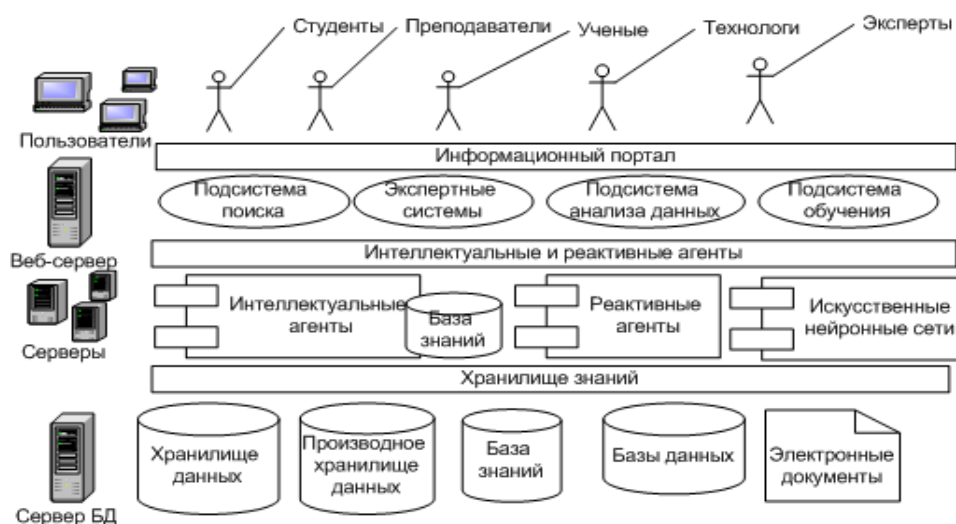 Студенты
Преподаватели
Ученые
Технологи
Эксперты
Пользователи
Информационный портал
Подсистема
поиска
Экспертные
системы
Подсистема
анализа данных
Подсистема
обучения
Веб-сервер
Интеллектуальные и реактивные агенты
Интеллектуальные
агенты
База
знаний
Реактивные
агенты
Искусственные
нейронные сети
Серверы
Хранилище знаний
Хранилище
данных
Производное
хранилище
данных
База
знаний
Базы данных
Электронные
документы
Сервер БД